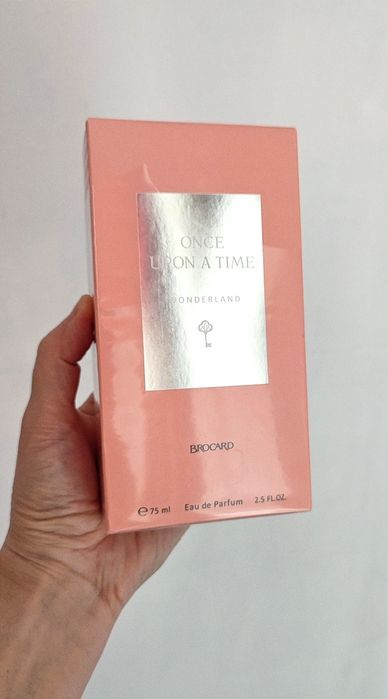 ONCE
UPON A TIME
WONDERLAND
BROCARD
℮ 75 ml Eau de Parfum 2.5 FL.OZ.